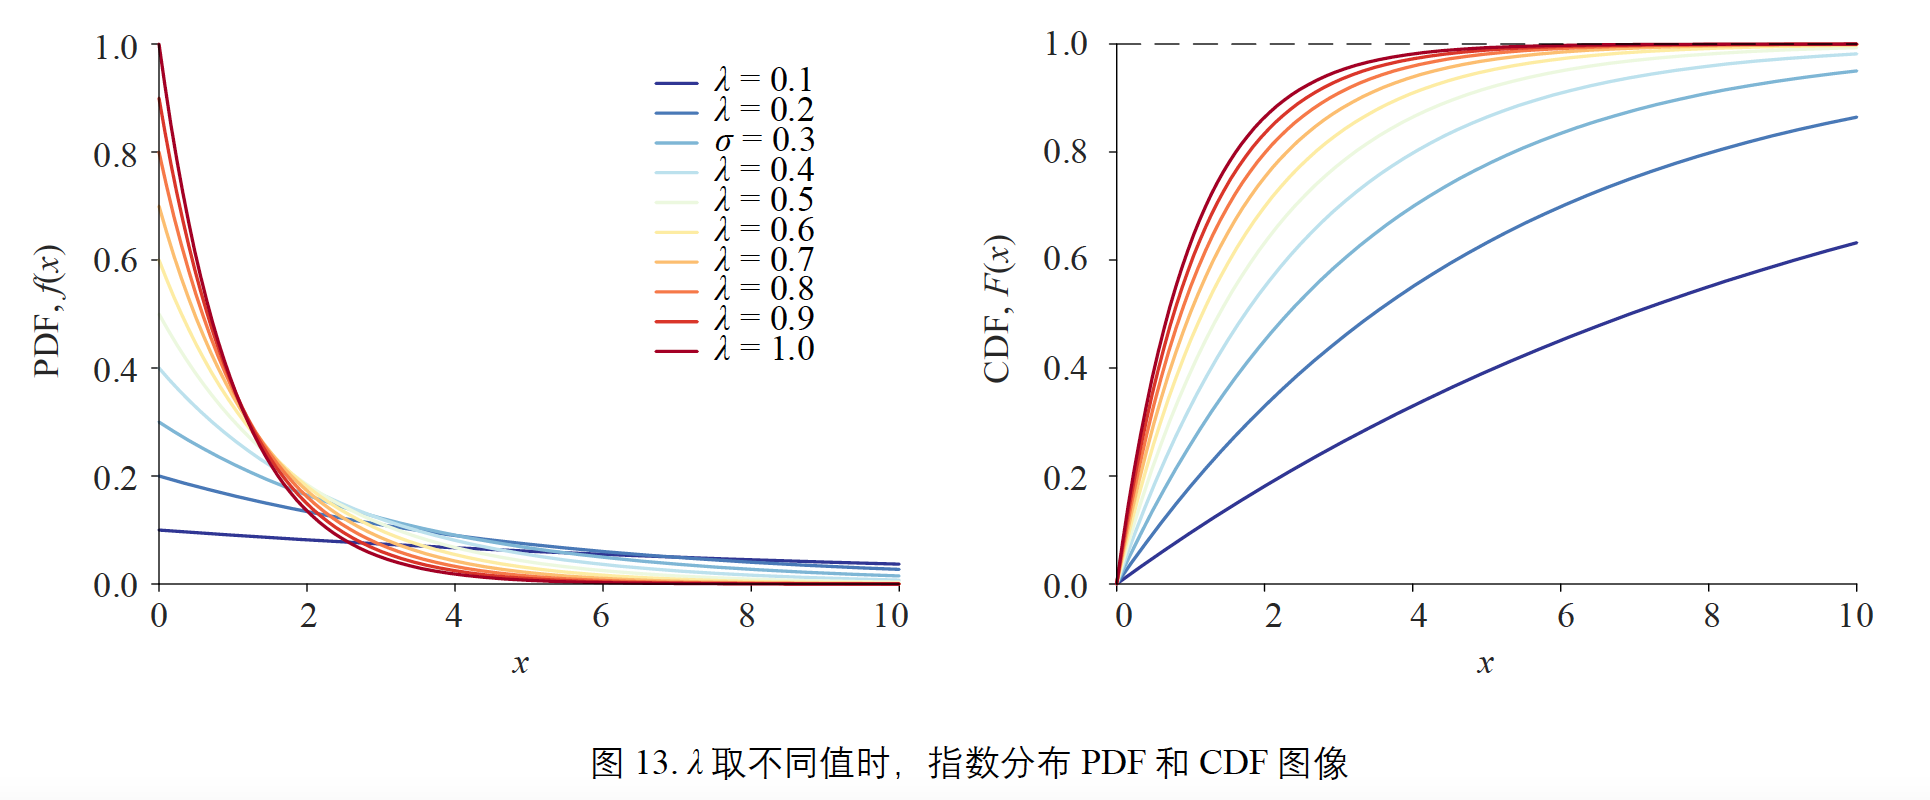 1.0
0.8
0.6
0.4
0.2
0.0
PDF, f(x)
0 2 4 6 8 10
x
λ = 0.1
λ = 0.2
σ = 0.3
λ = 0.4
λ = 0.5
λ = 0.6
λ = 0.7
λ = 0.8
λ = 0.9
λ = 1.0
1.0
0.8
0.6
0.4
0.2
0.0
CDF, F(x)
0 2 4 6 8 10
x
图 13. λ 取不同值时，指数分布 PDF 和 CDF 图像